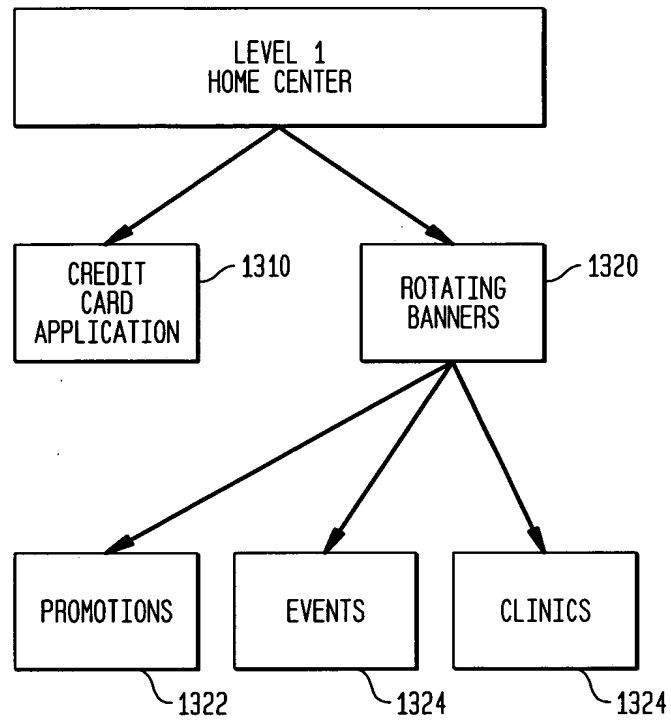 LEVEL 1
HOME CENTER
CREDIT
CARD
APPLICATION
1310
ROTATING
BANNERS
1320
PROMOTIONS
EVENTS
CLINICS
1322
1324
1324